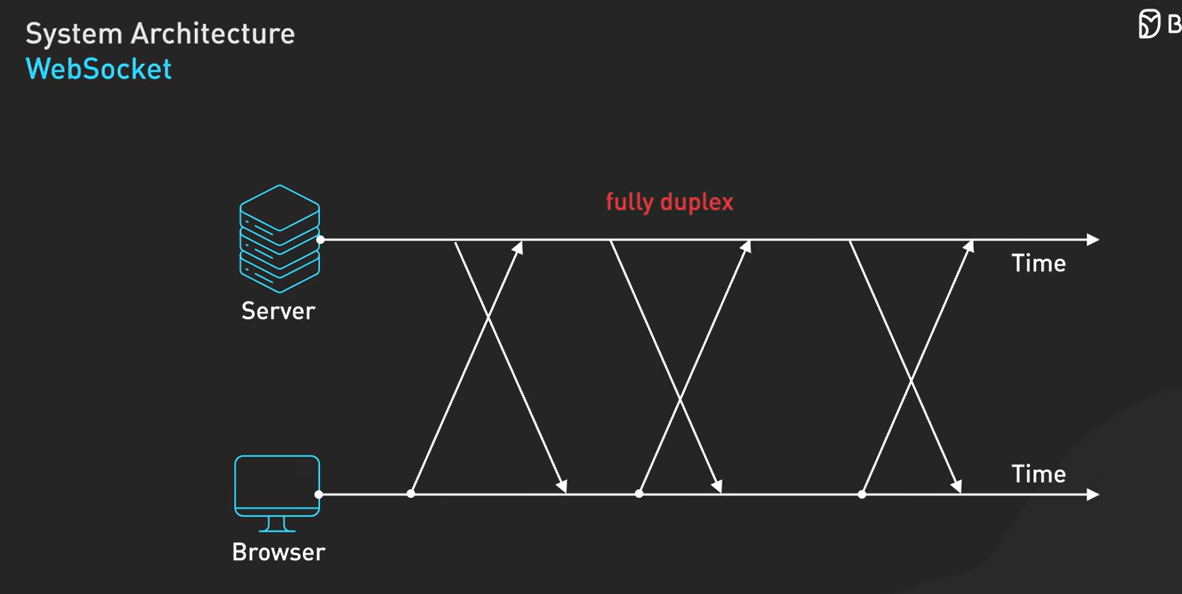 System Architecture
WebSocket
B
fully duplex
Time
Server
Time
Browser